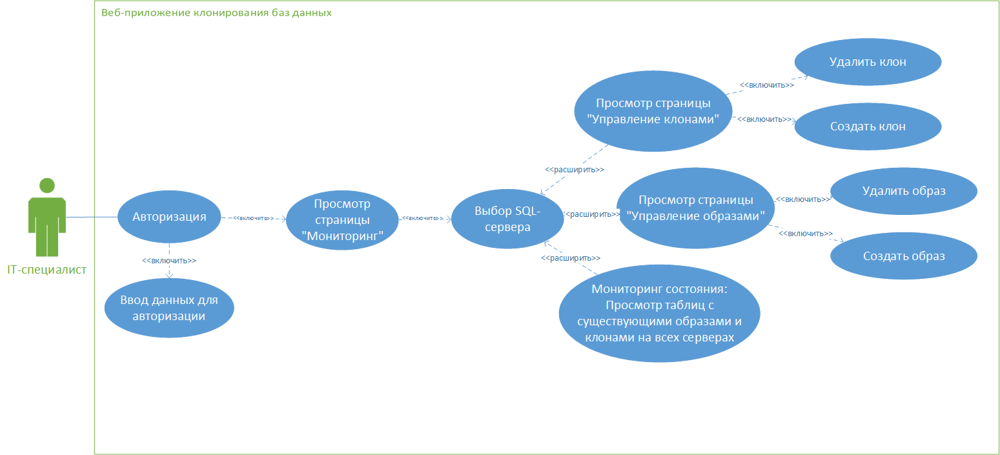 Веб-приложение клонирования баз данных
IT-специалист
Авторизация
<<включить>>
Ввод данных для
авторизации
<<включить>>
Просмотр
страницы
"Мониторинг"
<<включить>>
Выбор SQL-
сервера
<<расширить>>
Просмотр страницы
"Управление клонами"
<<включить>>
Удалить клон
<<включить>>
Создать клон
<<расширить>>
Просмотр страницы
"Управление образами"
<<включить>>
Удалить образ
<<включить>>
Создать образ
<<расширить>>
Мониторинг состояния:
Просмотр таблиц с
существующими образами и
клонами на всех серверах